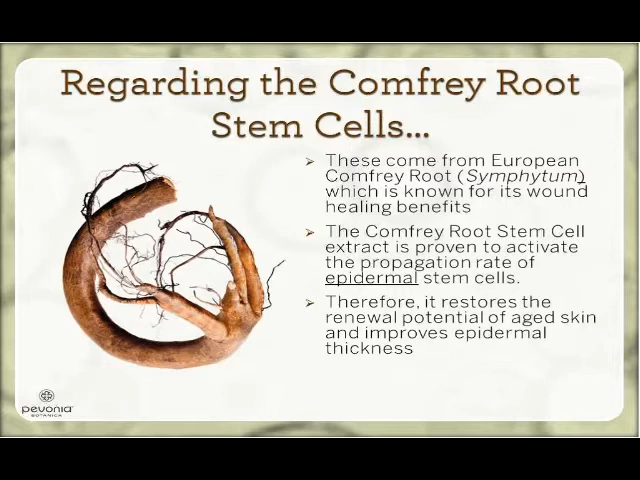 Regarding the Comfrey Root
Stem Cells...
➢ These come from European
Comfrey Root (Symphytum)
which is known for its wound
healing benefits
➢ The Comfrey Root Stem Cell
extract is proven to activate
the propagation rate of
epidermal stem cells.
➢ Therefore, it restores the
renewal potential of aged skin
and improves epidermal
thickness
pevonia
BOTANICA